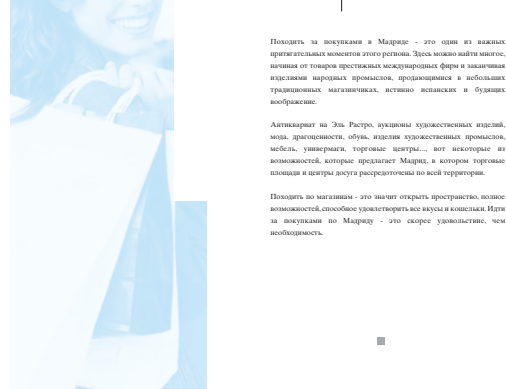 Походить за покупками в Мадриде - это один из важных
притягательных моментов этого региона. Здесь можно найти многое,
начиная от товаров престижных международных фирм и заканчивая
изделиями народных промыслов, продающимися в небольших
традиционных магазинчиках, истинно испанских и будящих
воображение.
Антиквариат на Эль Растро, аукционы художественных изделий,
мода, драгоценности, обувь, изделия художественных промыслов,
мебель, универмаги, торговые центры..., вот некоторые из
возможностей, которые предлагает Мадрид, в котором торговые
площади и центры досуга рассредоточены по всей территории.
Походить по магазинам - это значит открыть пространство, полное
возможностей, способное удовлетворить все вкусы и кошельки. Идти
за покупками по Мадриду - это скорее удовольствие, чем
необходимость.